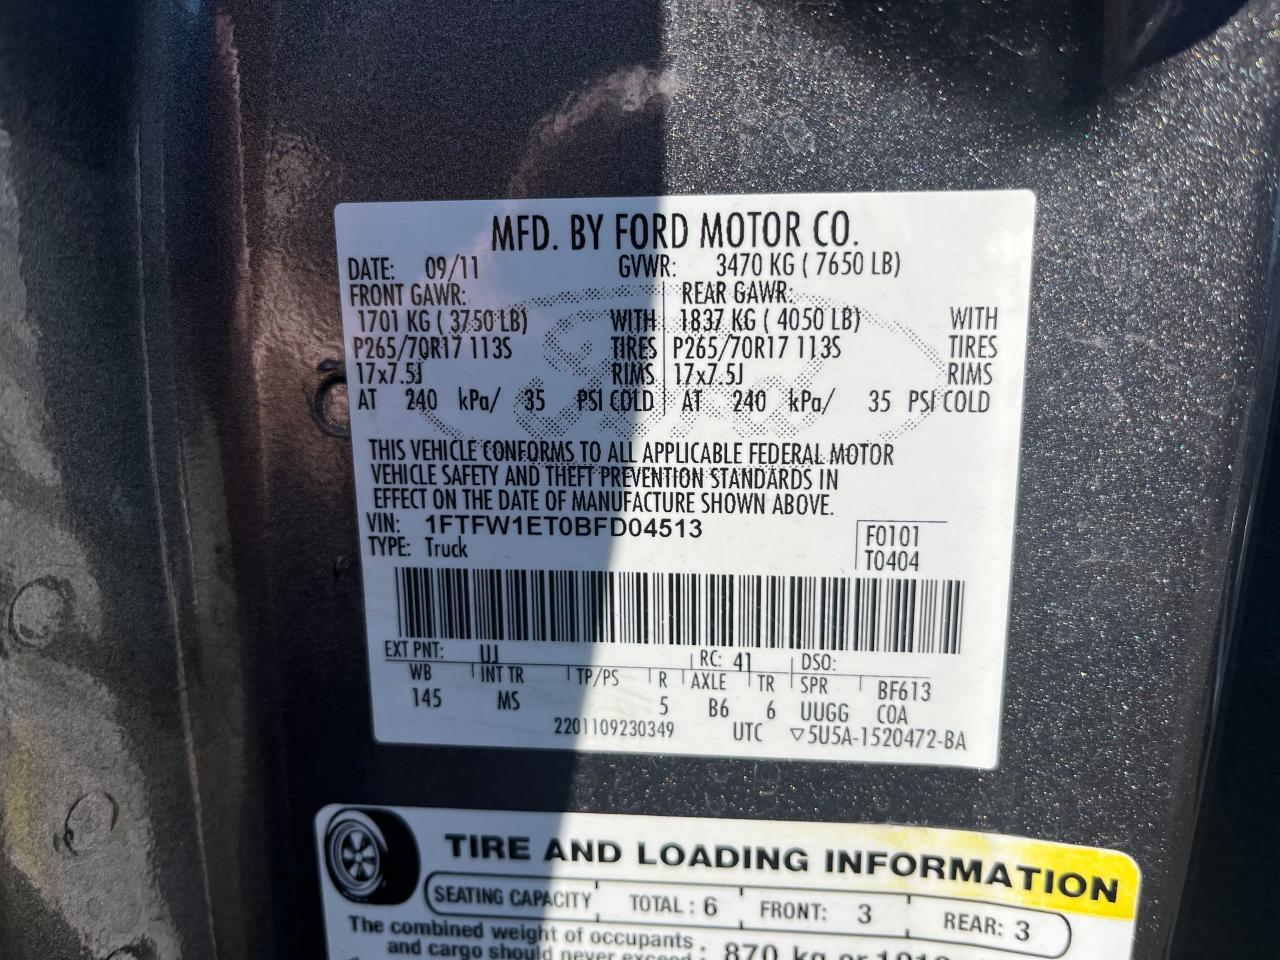 MFD. BY FORD MOTOR CO.
DATE: 09/11 GVWR: 3470 KG ( 7650 LB)
FRONT GAWR: REAR GAWR:
1701 KG ( 3750 LB) WITH 1837 KG ( 4050 LB) WITH
P265/70R17 113S TIRES P265/70R17 113S TIRES
17x7.5J RIMS 17x7.5J RIMS
AT 240 kPa/ 35 PSI COLD AT 240 kPa/ 35 PSI COLD
THIS VEHICLE CONFORMS TO ALL APPLICABLE FEDERAL MOTOR
VEHICLE SAFETY AND THEFT PREVENTION STANDARDS IN
EFFECT ON THE DATE OF MANUFACTURE SHOWN ABOVE.
VIN: 1FTFW1ET0BFD04513 F0101
TYPE: Truck T0404
EXT PNT: UJ RC: 41 DSO:
WB INT TR TP/PS R AXLE TR SPR BF613
145 MS 5 B6 6 UUGG COA
2201109230349 UTC ▽5U5A-1520472-BA
TIRE AND LOADING INFORMATION
SEATING CAPACITY TOTAL : 6 FRONT: 3 REAR: 3
The combined weight of occupants
and cargo should never exceed : 870 kg or